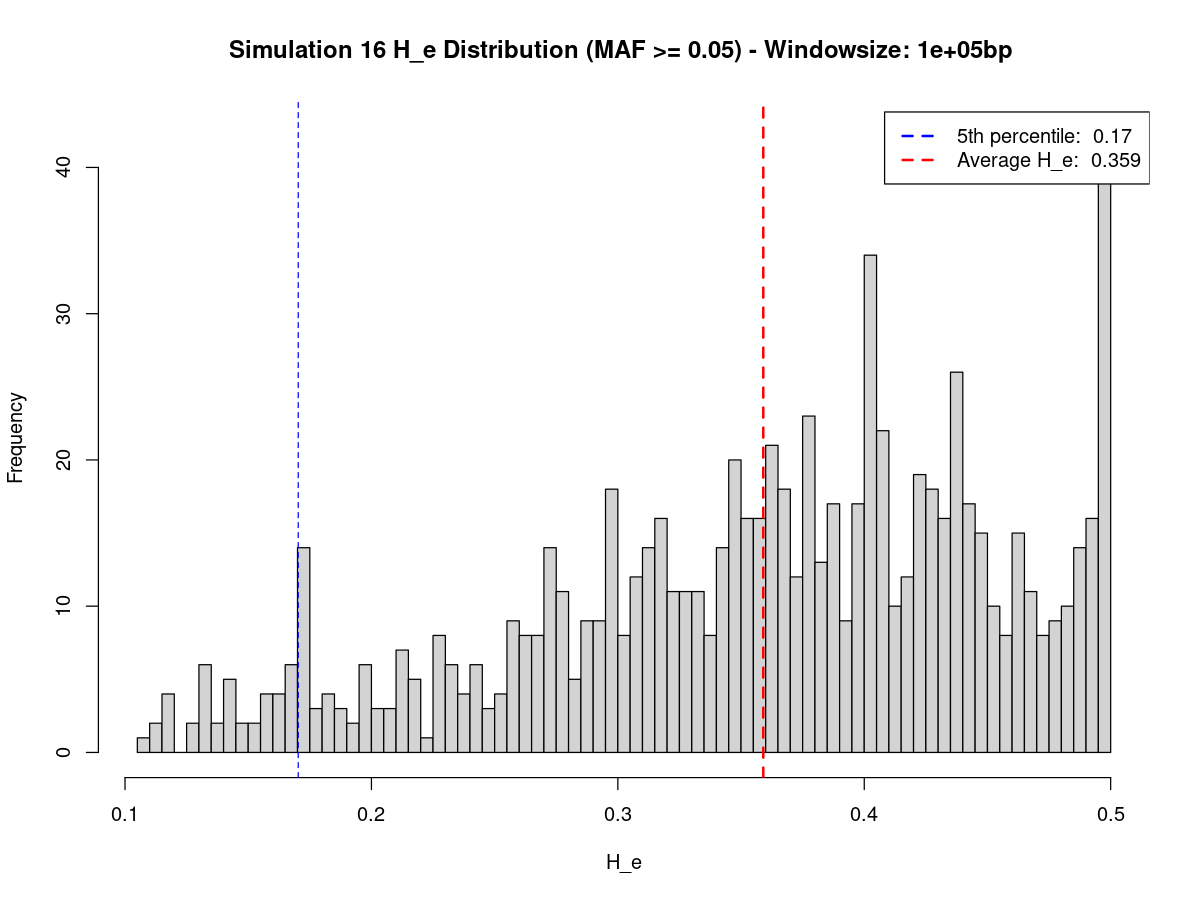 Simulation 16 H_e Distribution (MAF >= 0.05) - Windowsize: 1e+05bp
5th percentile: 0.17
Average H_e: 0.359
Frequency
40
30
20
10
0
0.1 0.2 0.3 0.4 0.5
H_e